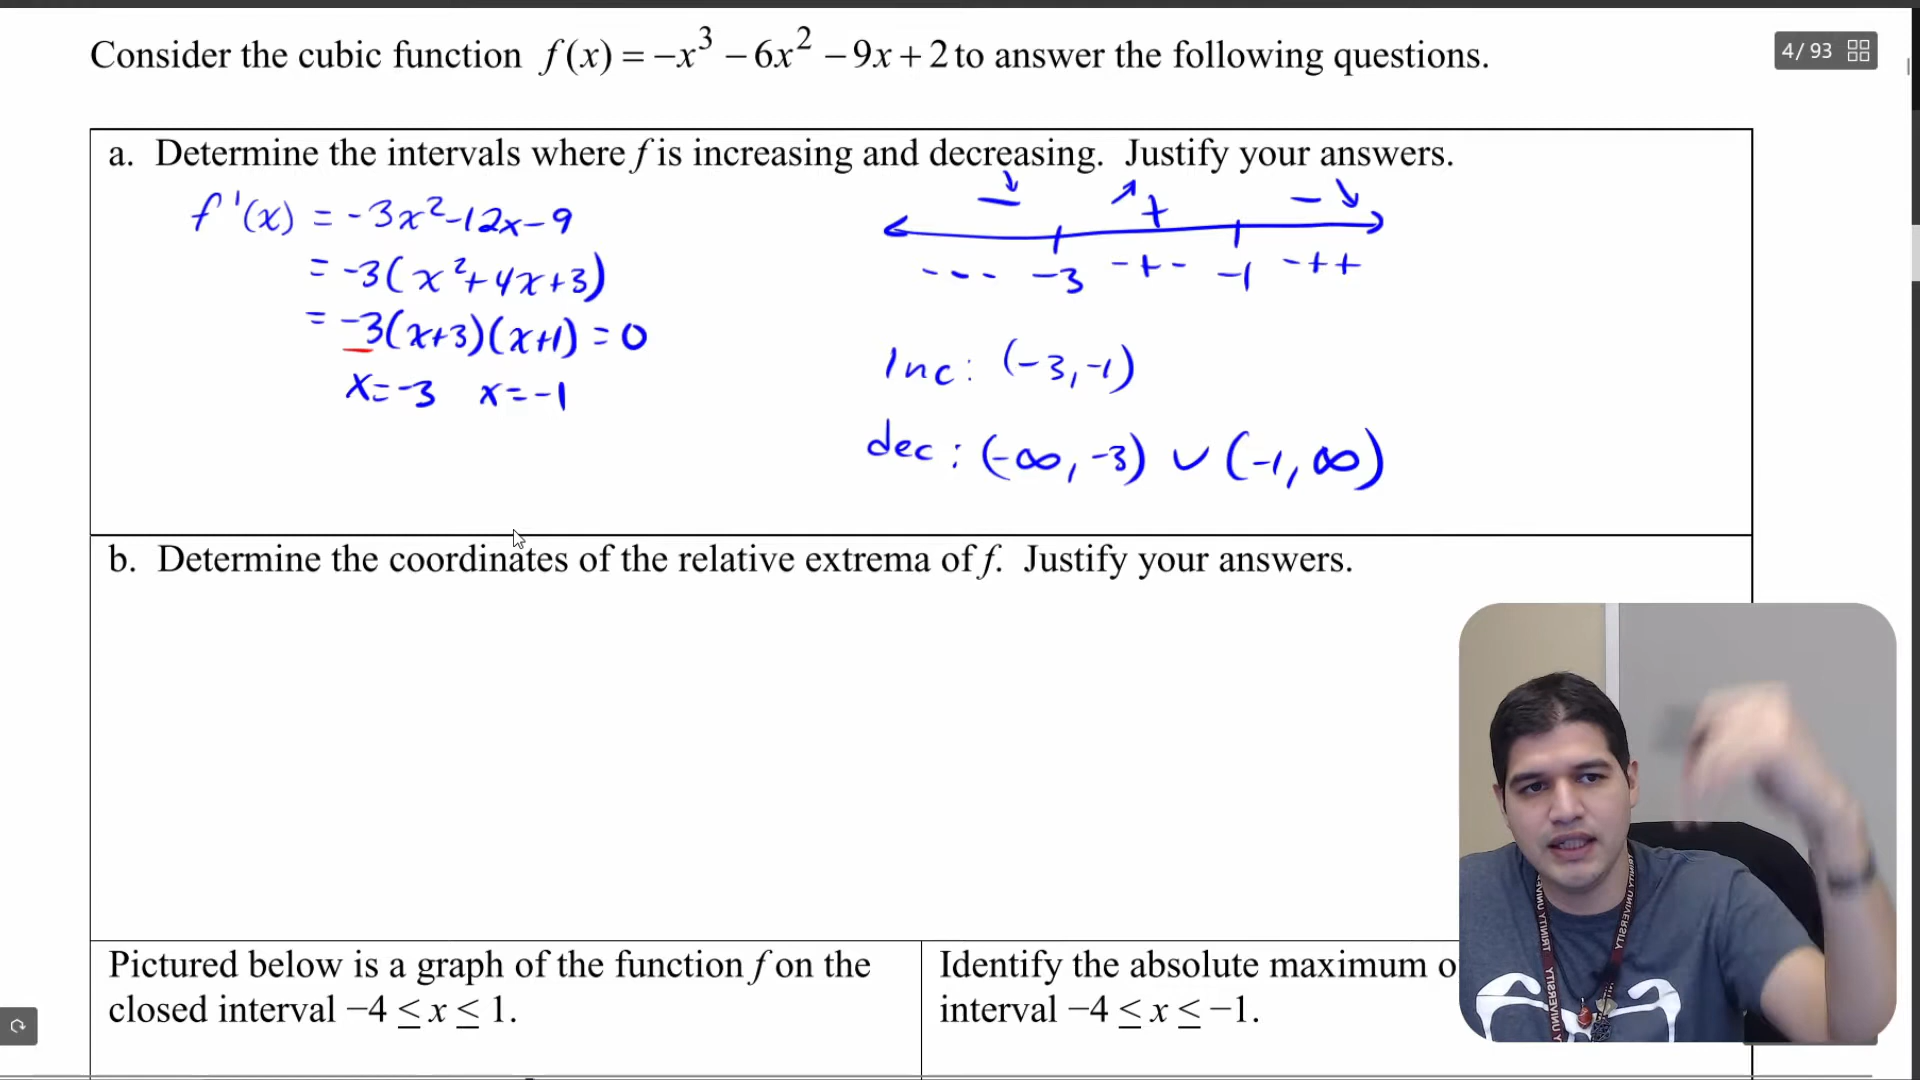 Consider the cubic function f(x) = −x³ − 6x² − 9x + 2 to answer the following questions.
4 / 93
a. Determine the intervals where f is increasing and decreasing. Justify your answers.
f'(x) = -3x²-12x-9
= -3(x²+4x+3)
= -3(x+3)(x+1) = 0
x=-3 x=-1
− ↘ ↗ + − ↘
- - - -3 - + - -1 - + +
Inc: (-3,-1)
dec: (-∞,-3) ∪ (-1,∞)
b. Determine the coordinates of the relative extrema of f. Justify your answers.
Pictured below is a graph of the function f on the
closed interval −4 ≤ x ≤ 1.
Identify the absolute maximum o
interval −4 ≤ x ≤ −1.
TRINITY UNIVERSITY